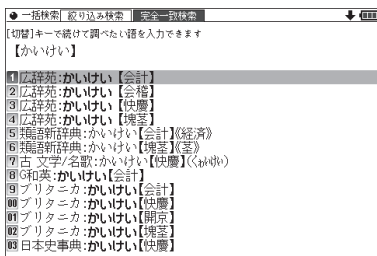 ● 一括検索 絞り込み検索 完全一致検索
[切替]キーで続けて調べたい語を入力できます
【かいけい】
1 広辞苑:かいけい【会計】
2 広辞苑:かいけい【会稽】
3 広辞苑:かいけい【快慶】
4 広辞苑:かいけい【塊茎】
5 類語新辞典:かいけい【会計】《経済》
6 類語新辞典:かいけい【塊茎】《茎》
7 古 文学/名歌:かいけい【快慶】(くゎいけい)
8 G和英:かいけい【会計】
9 ブリタニカ:かいけい【会計】
00 ブリタニカ:かいけい【快慶】
01 ブリタニカ:かいけい【開京】
02 ブリタニカ:かいけい【塊茎】
03 日本史事典:かいけい【快慶】